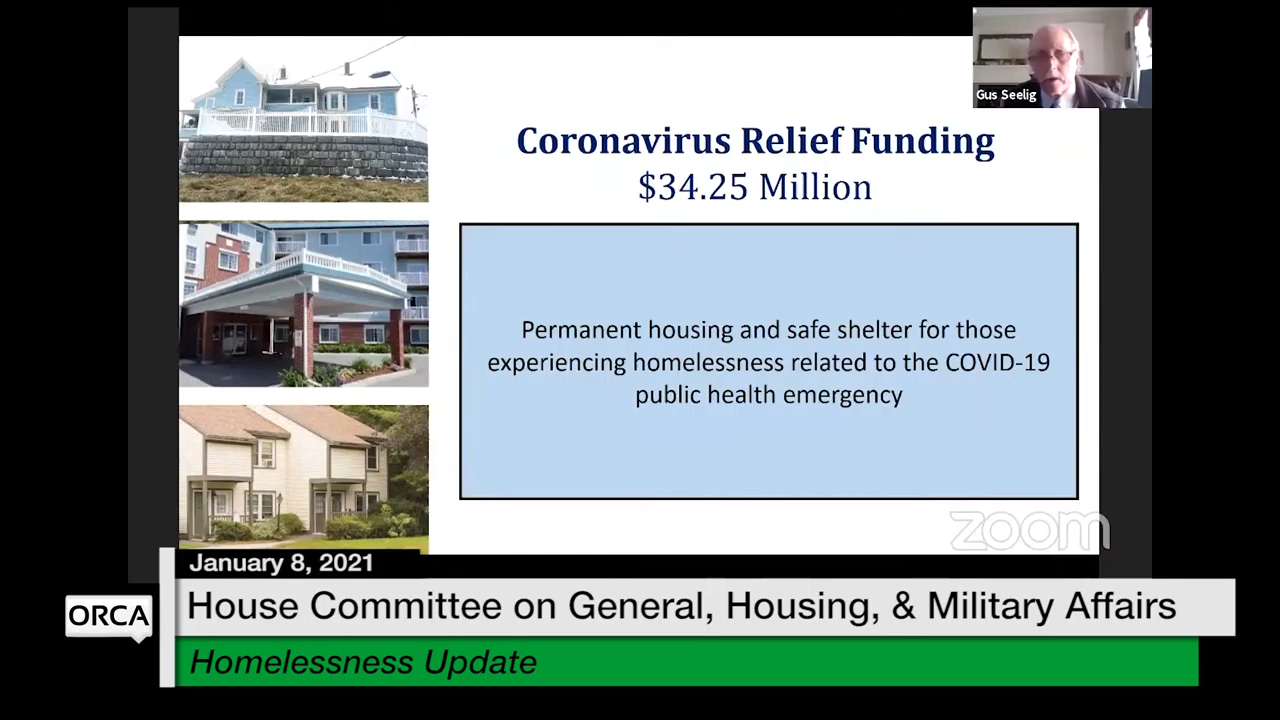 Gus Seelig
Coronavirus Relief Funding
$34.25 Million
Permanent housing and safe shelter for those
experiencing homelessness related to the COVID-19
public health emergency
zoom
January 8, 2021
ORCA
House Committee on General, Housing, & Military Affairs
Homelessness Update